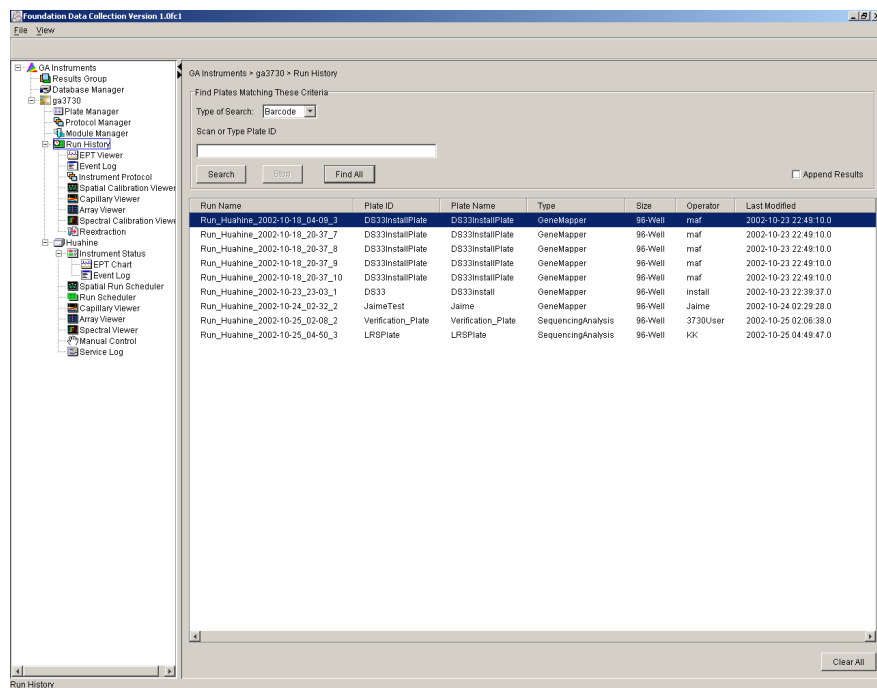 Foundation Data Collection Version 1.0fc1
File View
GA Instruments
Results Group
Database Manager
ga3730
Plate Manager
Protocol Manager
Module Manager
Run History
EPT Viewer
Event Log
Instrument Protocol
Spatial Calibration Viewer
Capillary Viewer
Array Viewer
Spectral Calibration Viewe
Reextraction
Huahine
Instrument Status
EPT Chart
Event Log
Spatial Run Scheduler
Run Scheduler
Capillary Viewer
Array Viewer
Spectral Viewer
Manual Control
Service Log
GA Instruments > ga3730 > Run History
Find Plates Matching These Criteria
Type of Search: Barcode
Scan or Type Plate ID
Search Stop Find All Append Results
Run Name Plate ID Plate Name Type Size Operator Last Modified
Run_Huahine_2002-10-18_04-09_3 DS33InstallPlate DS33InstallPlate GeneMapper 96-Well maf 2002-10-23 22:49:10.0
Run_Huahine_2002-10-18_20-37_7 DS33InstallPlate DS33InstallPlate GeneMapper 96-Well maf 2002-10-23 22:49:10.0
Run_Huahine_2002-10-18_20-37_8 DS33InstallPlate DS33InstallPlate GeneMapper 96-Well maf 2002-10-23 22:49:10.0
Run_Huahine_2002-10-18_20-37_9 DS33InstallPlate DS33InstallPlate GeneMapper 96-Well maf 2002-10-23 22:49:10.0
Run_Huahine_2002-10-18_20-37_10 DS33InstallPlate DS33InstallPlate GeneMapper 96-Well maf 2002-10-23 22:49:10.0
Run_Huahine_2002-10-23_23-03_1 DS33 DS33install GeneMapper 96-Well install 2002-10-23 22:39:37.0
Run_Huahine_2002-10-24_02-32_2 JaimeTest Jaime GeneMapper 96-Well Jaime 2002-10-24 02:29:28.0
Run_Huahine_2002-10-25_02-08_2 Verification_Plate Verification_Plate SequencingAnalysis 96-Well 3730User 2002-10-25 02:06:38.0
Run_Huahine_2002-10-25_04-50_3 LRSPlate LRSPlate SequencingAnalysis 96-Well KK 2002-10-25 04:49:47.0
Clear All
Run History